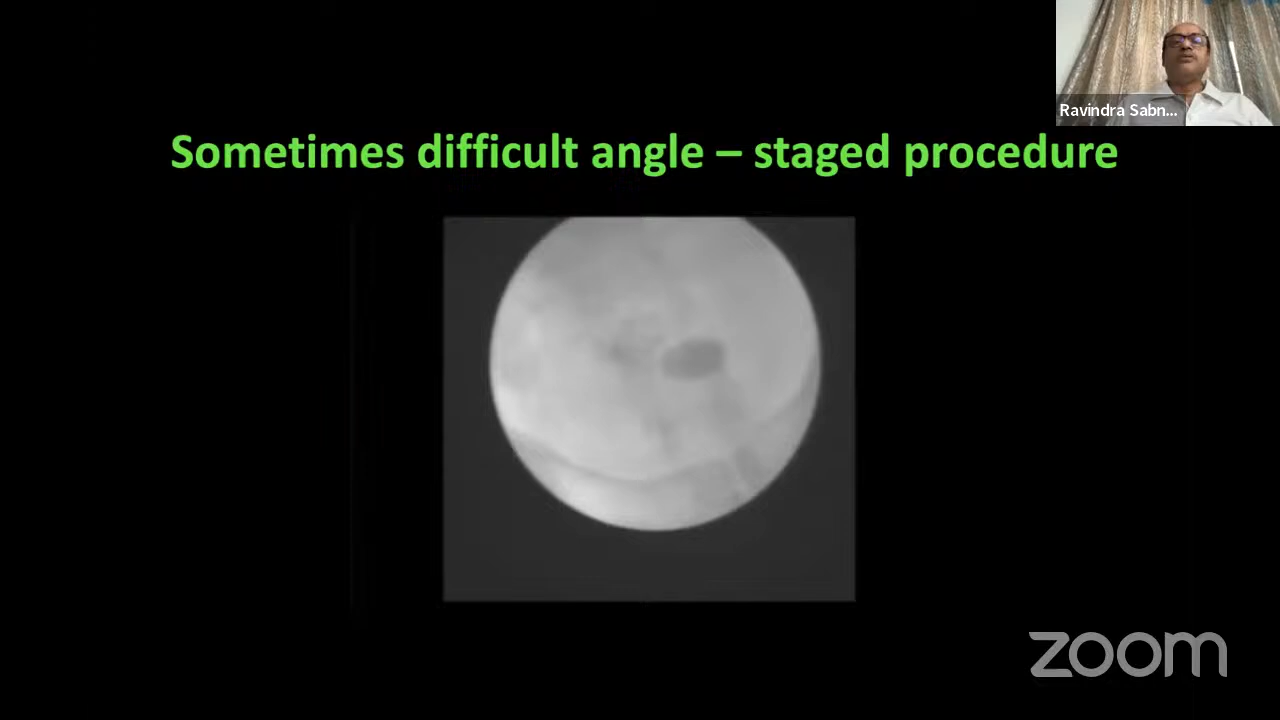 Ravindra Sabn...
Sometimes difficult angle – staged procedure
zoom